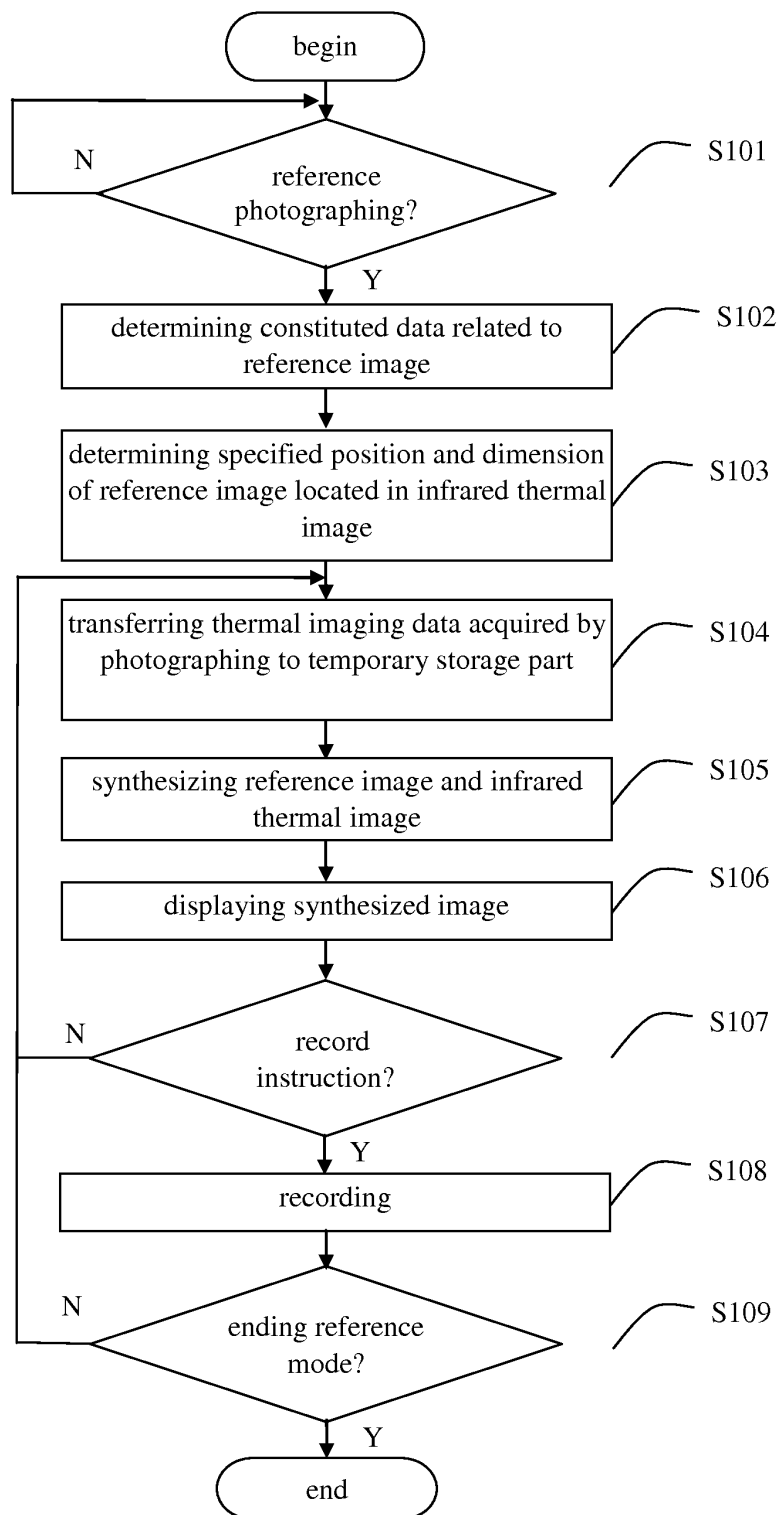 begin
N
reference
photographing?
S101
Y
determining constituted data related to
reference image
S102
determining specified position and dimension
of reference image located in infrared thermal
image
S103
transferring thermal imaging data acquired by
photographing to temporary storage part
S104
synthesizing reference image and infrared
thermal image
S105
displaying synthesized image
S106
N
record
instruction?
S107
Y
recording
S108
N
ending reference
mode?
S109
Y
end